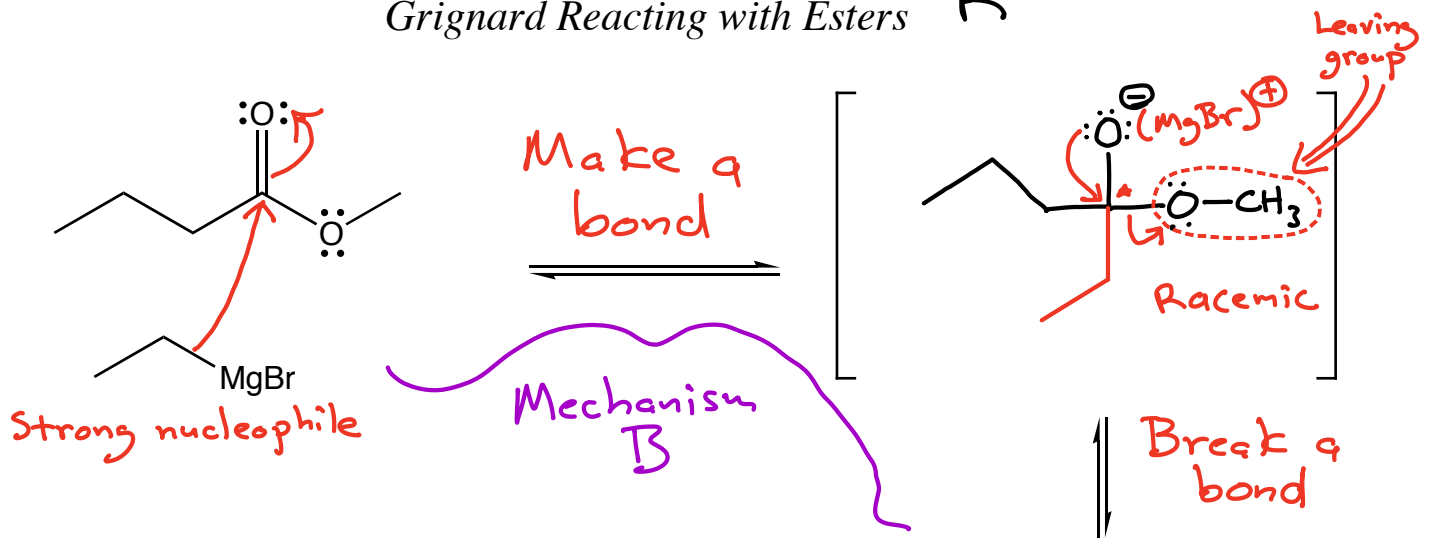 Grignard Reacting with Esters
Leaving
group
:O:
O
MgBr
Strong nucleophile
Make a
bond
Mechanism
B
:O: (MgBr)
O—CH3
*
Racemic
Break a
bond